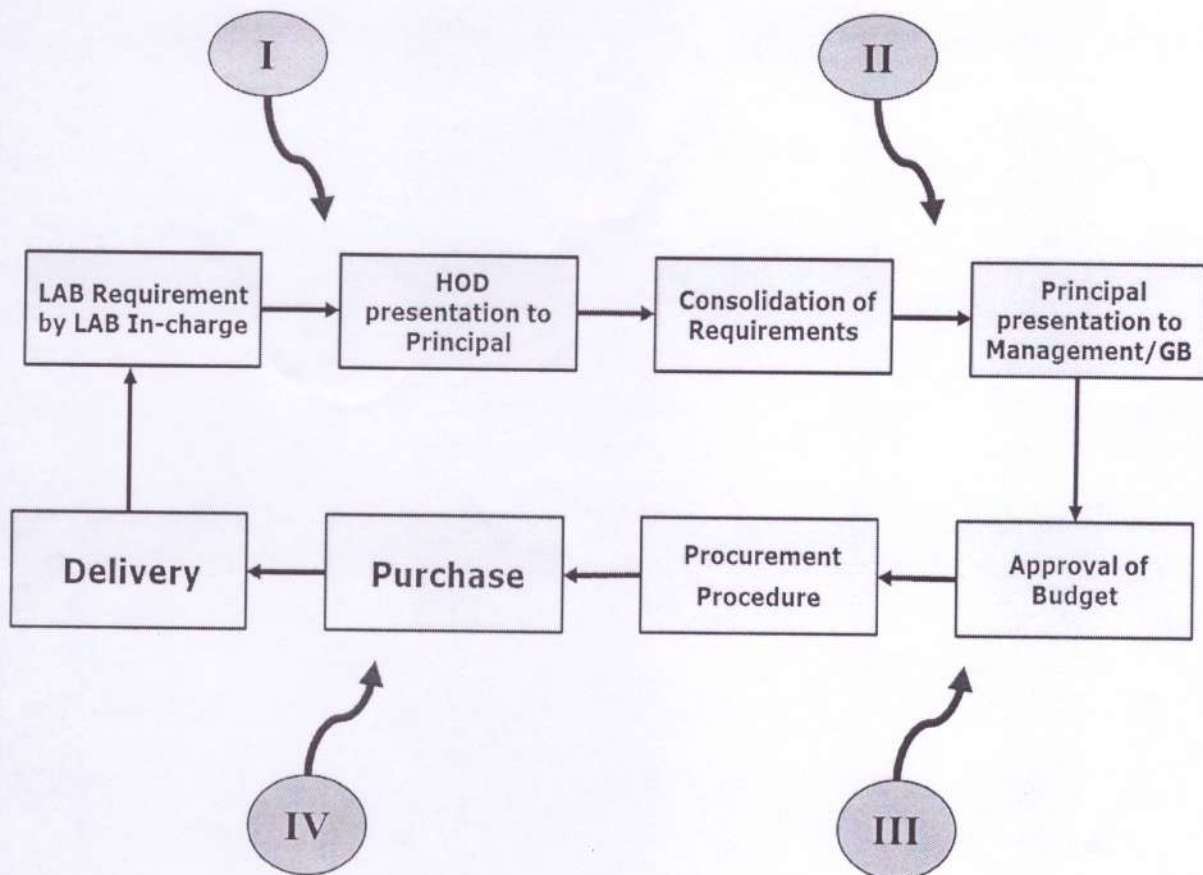 I
II
LAB Requirement
by LAB In-charge
HOD
presentation to
Principal
Consolidation of
Requirements
Principal
presentation to
Management/GB
Delivery
Purchase
Procurement
Procedure
Approval of
Budget
IV
III